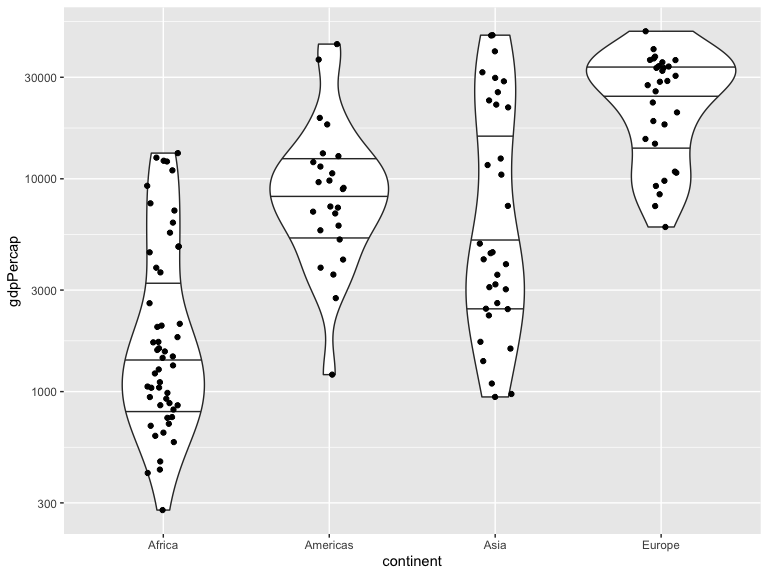 gdpPercap
30000
10000
3000
1000
300
Africa
Americas
Asia
Europe
continent